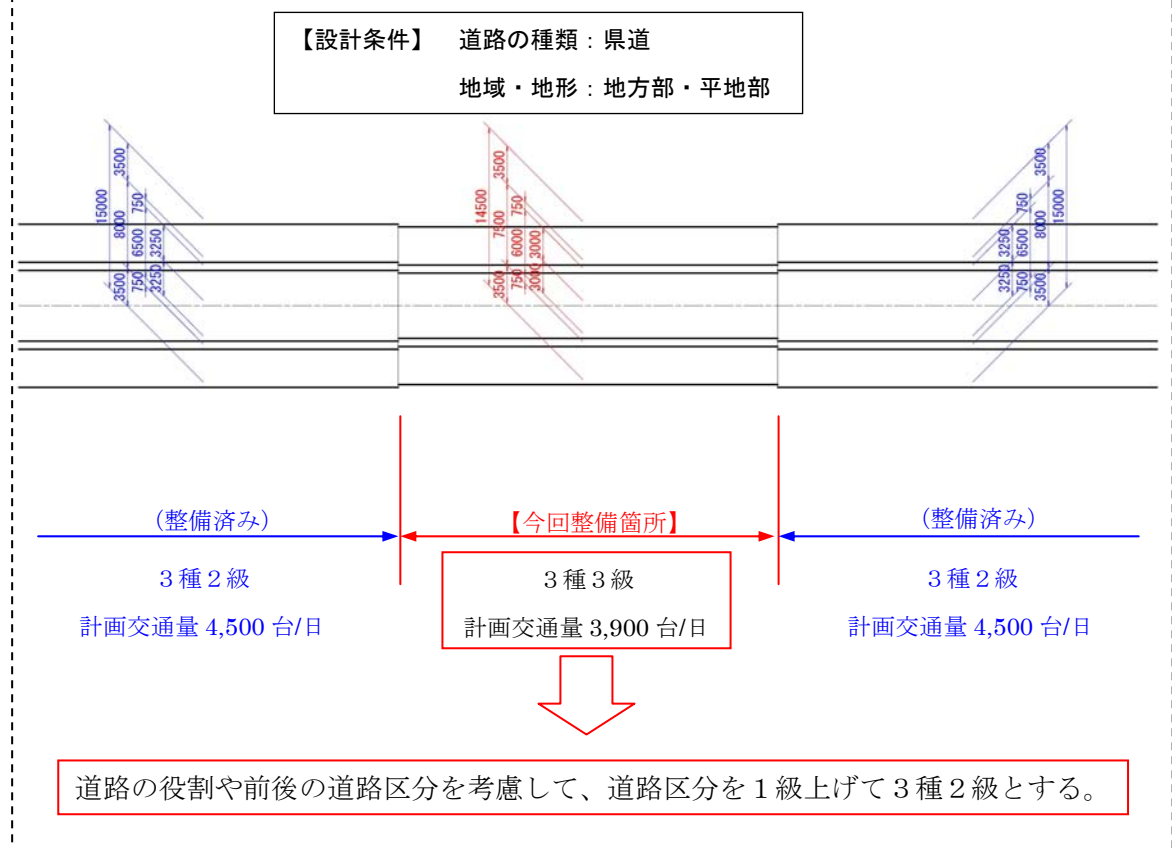 【設計条件】 道路の種類：県道
地域・地形：地方部・平地部
15000
3500
8000
750
6500
3250
3500
750
3250
14500
3500
7500
750
6000
3000
3500
750
3000
3500
15000
750
8000
3250
6500
3250
750
3500
(整備済み)
【今回整備箇所】
(整備済み)
３種２級
３種３級
３種２級
計画交通量 4,500 台/日
計画交通量 3,900 台/日
計画交通量 4,500 台/日
道路の役割や前後の道路区分を考慮して、道路区分を１級上げて３種２級とする。